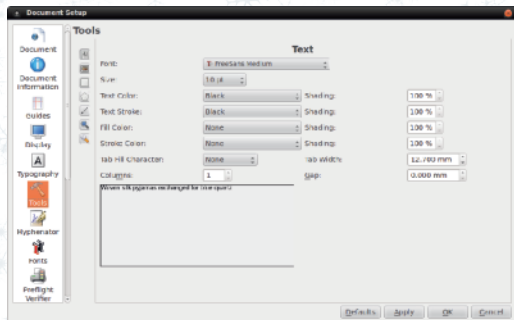 Document Setup
Document
Document
Information
Guides
Display
Typography
Tools
Hyphenator
Fonts
Preflight
Verifier
Tools
Text
Font:
FreeSans Medium
Size:
10 pt
Text Color:
Black
Shading:
100 %
Text Stroke:
Black
Shading:
100 %
Fill Color:
None
Shading:
100 %
Stroke Color:
None
Shading:
100 %
Tab Fill Character:
None
Tab Width:
12.700 mm
Columns:
1
Gap:
0.000 mm
Woven silk pyjamas exchanged for blue quartz
Defaults
Apply
OK
Cancel